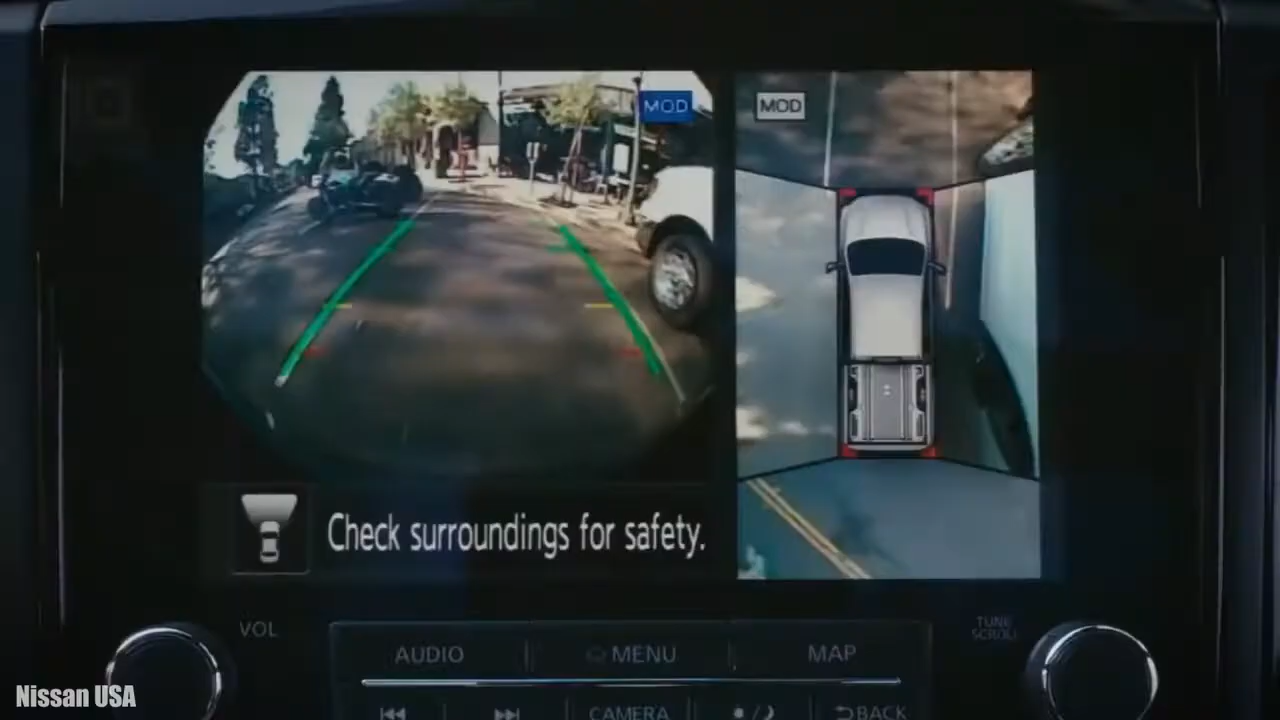 MOD
MOD
Check surroundings for safety.
VOL
TUNE
SCROLL
AUDIO
MENU
MAP
CAMERA
BACK
Nissan USA